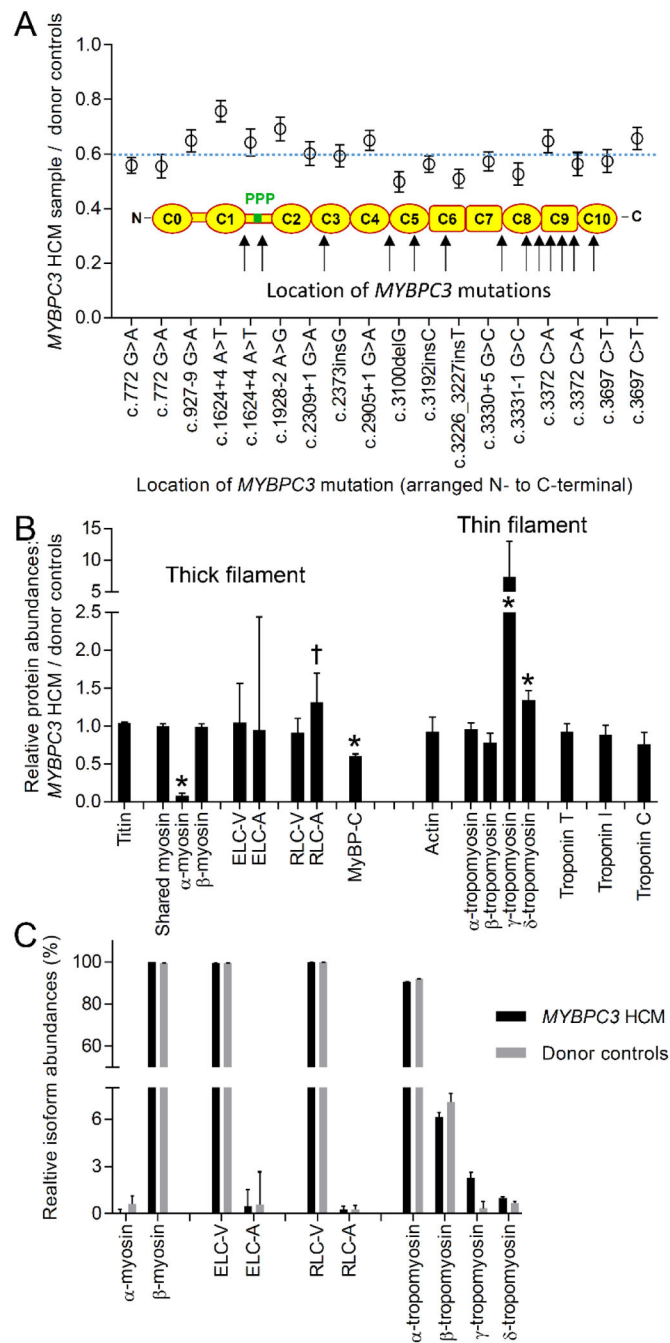 A
MYBPC3 HCM sample / donor controls
1.0
0.8
0.6
0.4
0.2
0.0
PPP
N
C0
C1
C2
C3
C4
C5
C6
C7
C8
C9
C10
C
Location of MYBPC3 mutations
c.772 G>A
c.772 G>A
c.927-9 G>A
c.1624+4 A>T
c.1624+4 A>T
c.1928-2 A>G
c.2309+1 G>A
c.2373insG
c.2905+1 G>A
c.3100delG
c.3192insC
c.3226_3227insT
c.3330+5 G>C
c.3331-1 G>C
c.3372 C>A
c.3372 C>A
c.3697 C>T
c.3697 C>T
Location of MYBPC3 mutation (arranged N- to C-terminal)
B
Relative protein abundances:
MYBPC3 HCM / donor controls
15
10
5
2.5
2.0
1.5
1.0
0.5
0.0
Thick filament
Thin filament
*
†
*
*
*
Titin
Shared myosin
α-myosin
β-myosin
ELC-V
ELC-A
RLC-V
RLC-A
MyBP-C
Actin
α-tropomyosin
β-tropomyosin
γ-tropomyosin
δ-tropomyosin
Troponin T
Troponin I
Troponin C
C
Realtive isoform abundances (%)
100
80
60
6
3
0
MYBPC3 HCM
Donor controls
α-myosin
β-myosin
ELC-V
ELC-A
RLC-V
RLC-A
α-tropomyosin
β-tropomyosin
γ-tropomyosin
δ-tropomyosin